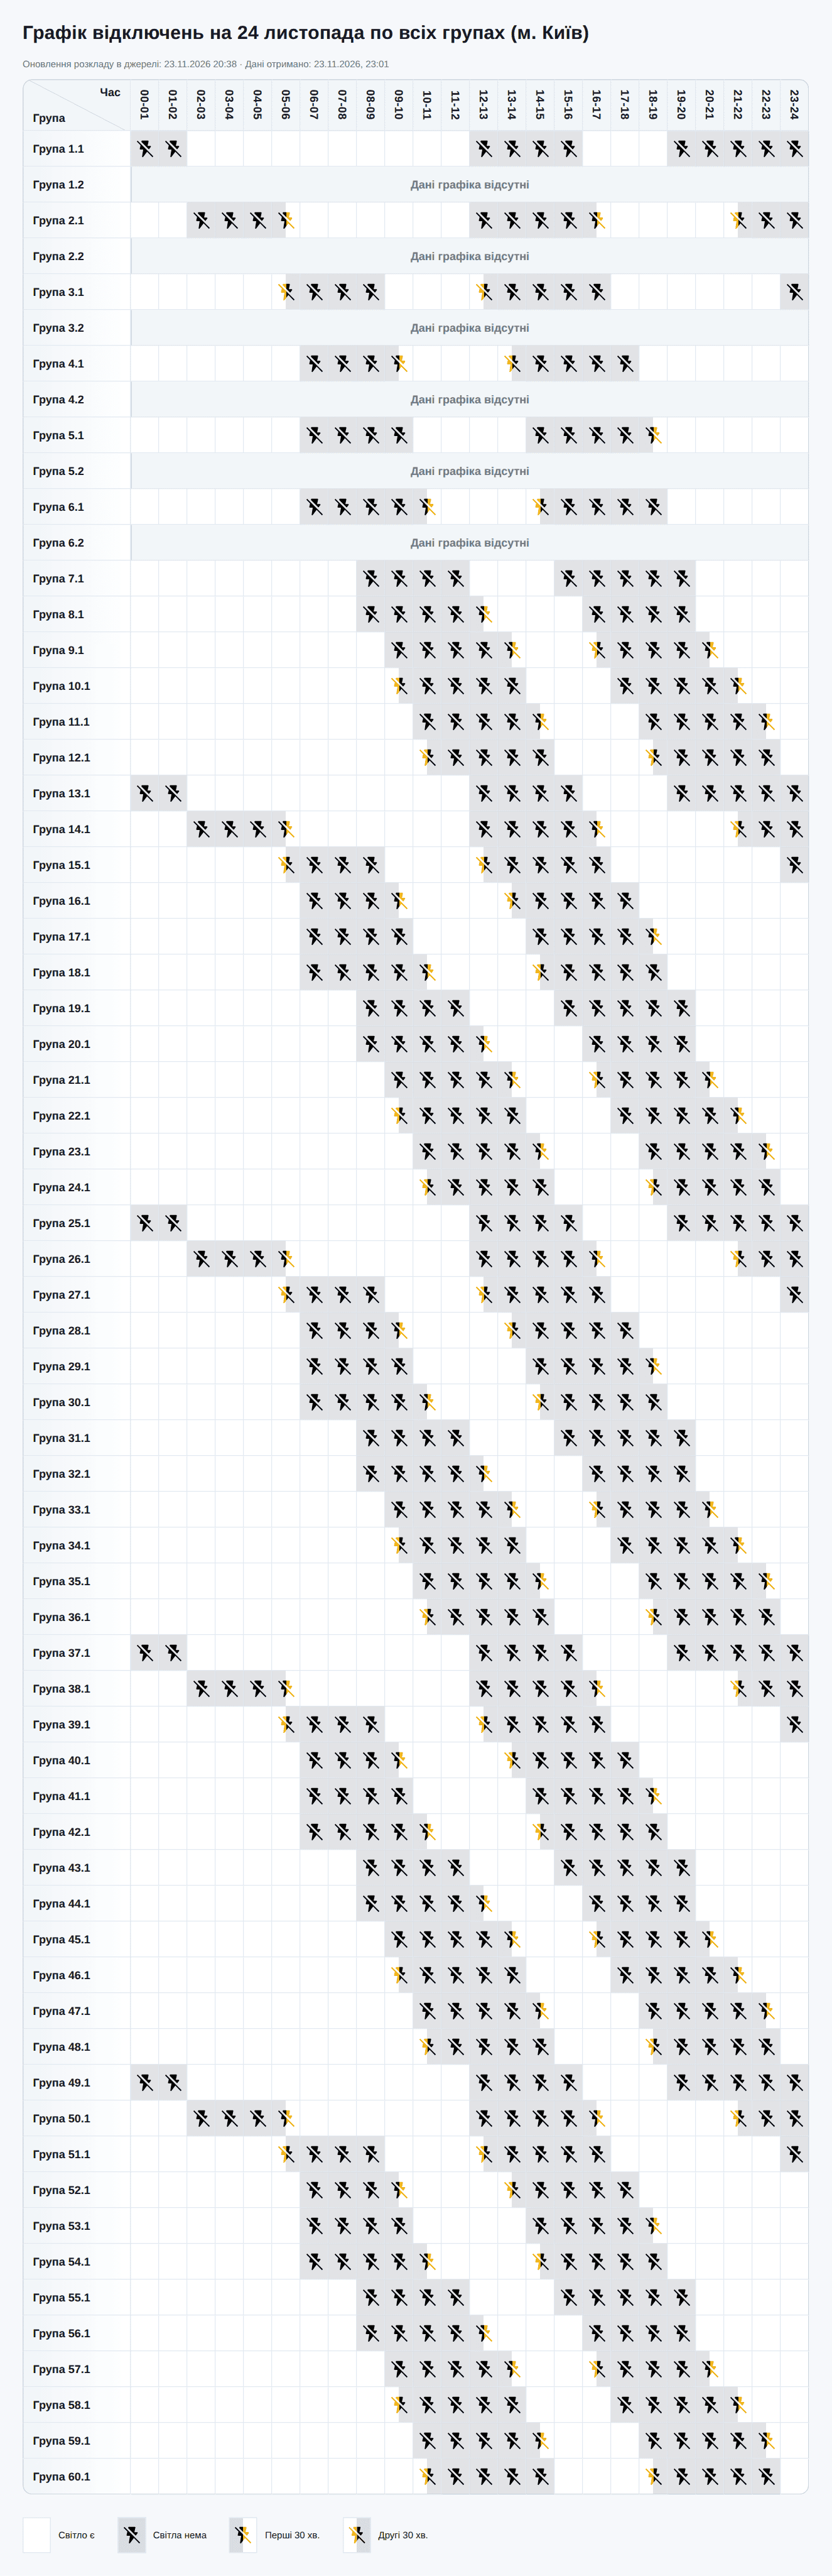 Графік відключень на 24 листопада по всіх групах (м. Київ)
Оновлення розкладу в джерелі: 23.11.2026 20:38 · Дані отримано: 23.11.2026, 23:01
Час
Група
00-01 01-02 02-03 03-04 04-05 05-06 06-07 07-08 08-09 09-10 10-11 11-12 12-13 13-14 14-15 15-16 16-17 17-18 18-19 19-20 20-21 21-22 22-23 23-24
Група 1.1
Група 1.2 Дані графіка відсутні
Група 2.1
Група 2.2 Дані графіка відсутні
Група 3.1
Група 3.2 Дані графіка відсутні
Група 4.1
Група 4.2 Дані графіка відсутні
Група 5.1
Група 5.2 Дані графіка відсутні
Група 6.1
Група 6.2 Дані графіка відсутні
Група 7.1
Група 8.1
Група 9.1
Група 10.1
Група 11.1
Група 12.1
Група 13.1
Група 14.1
Група 15.1
Група 16.1
Група 17.1
Група 18.1
Група 19.1
Група 20.1
Група 21.1
Група 22.1
Група 23.1
Група 24.1
Група 25.1
Група 26.1
Група 27.1
Група 28.1
Група 29.1
Група 30.1
Група 31.1
Група 32.1
Група 33.1
Група 34.1
Група 35.1
Група 36.1
Група 37.1
Група 38.1
Група 39.1
Група 40.1
Група 41.1
Група 42.1
Група 43.1
Група 44.1
Група 45.1
Група 46.1
Група 47.1
Група 48.1
Група 49.1
Група 50.1
Група 51.1
Група 52.1
Група 53.1
Група 54.1
Група 55.1
Група 56.1
Група 57.1
Група 58.1
Група 59.1
Група 60.1
Світло є Світла нема Перші 30 хв. Другі 30 хв.